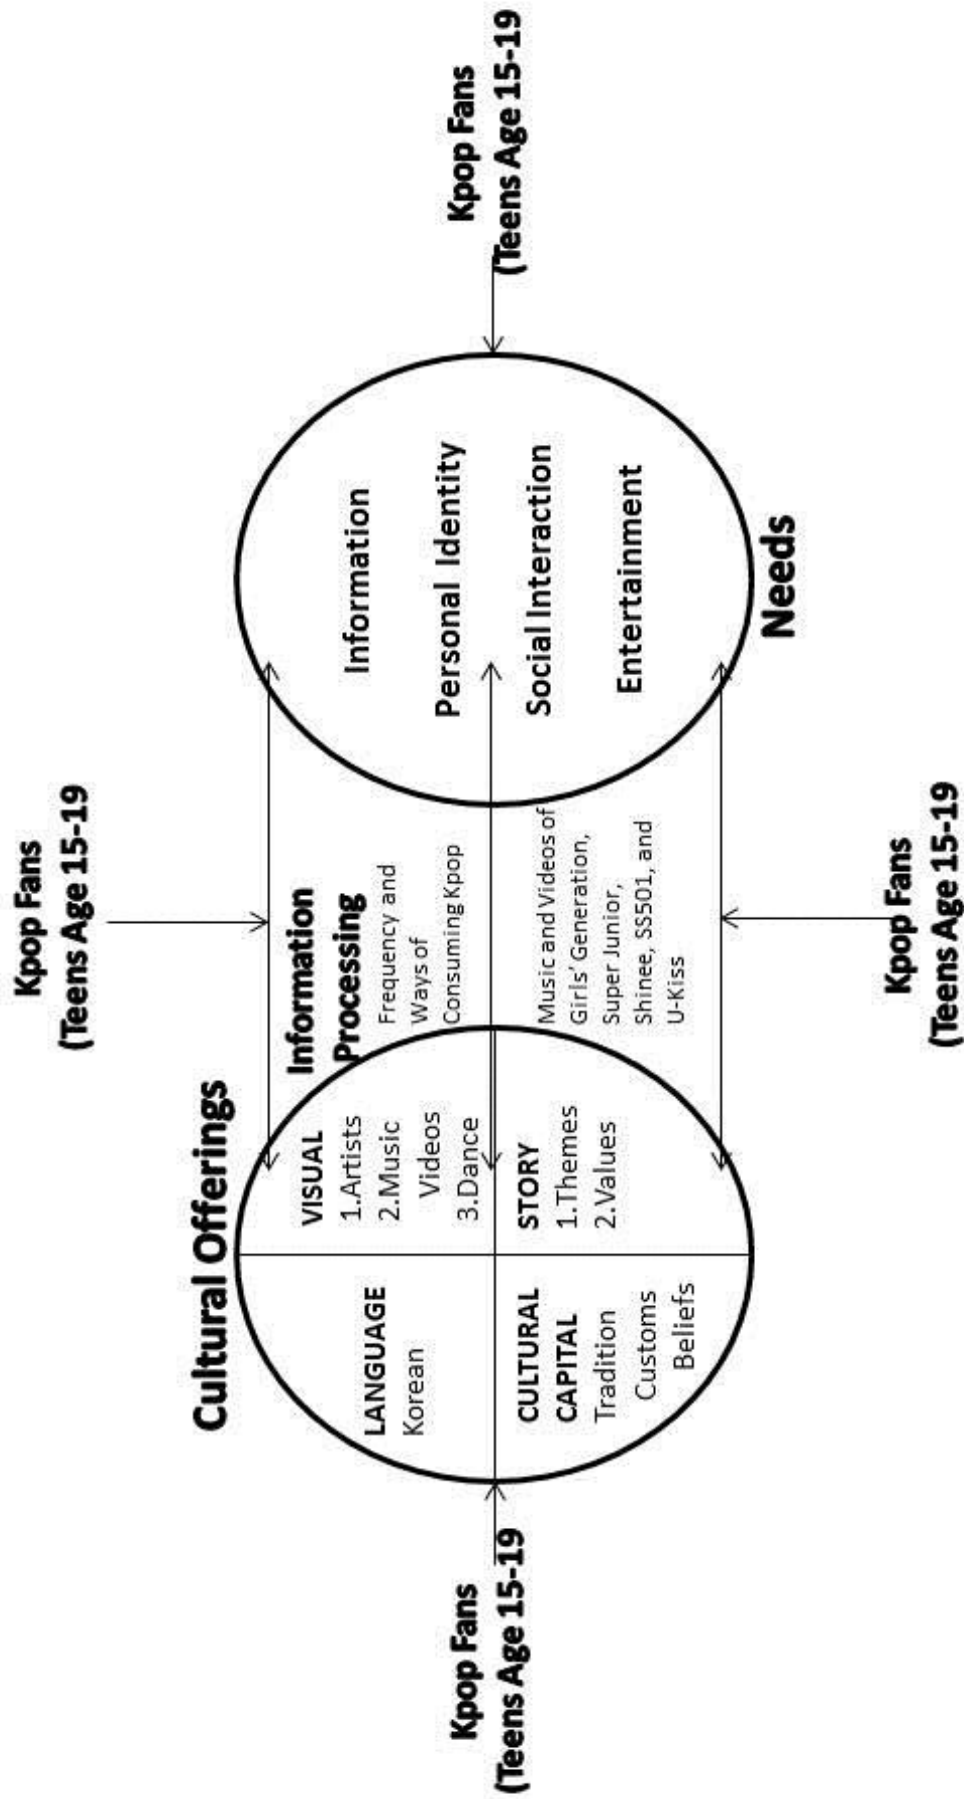 Kpop Fans
(Teens Age 15-19
Cultural Offerings
LANGUAGE
Korean
VISUAL
1.Artists
2.Music
Videos
3.Dance
CULTURAL
CAPITAL
Tradition
Customs
Beliefs
STORY
1.Themes
2.Values
Kpop Fans
(Teens Age 15-19
Information
Processing
Frequency and
Ways of
Consuming Kpop
Music and Videos of
Girls' Generation,
Super Junior,
Shinee, SS501, and
U-Kiss
Kpop Fans
(Teens Age 15-19
Information
Personal Identity
Social Interaction
Entertainment
Needs
Kpop Fans
(Teens Age 15-19